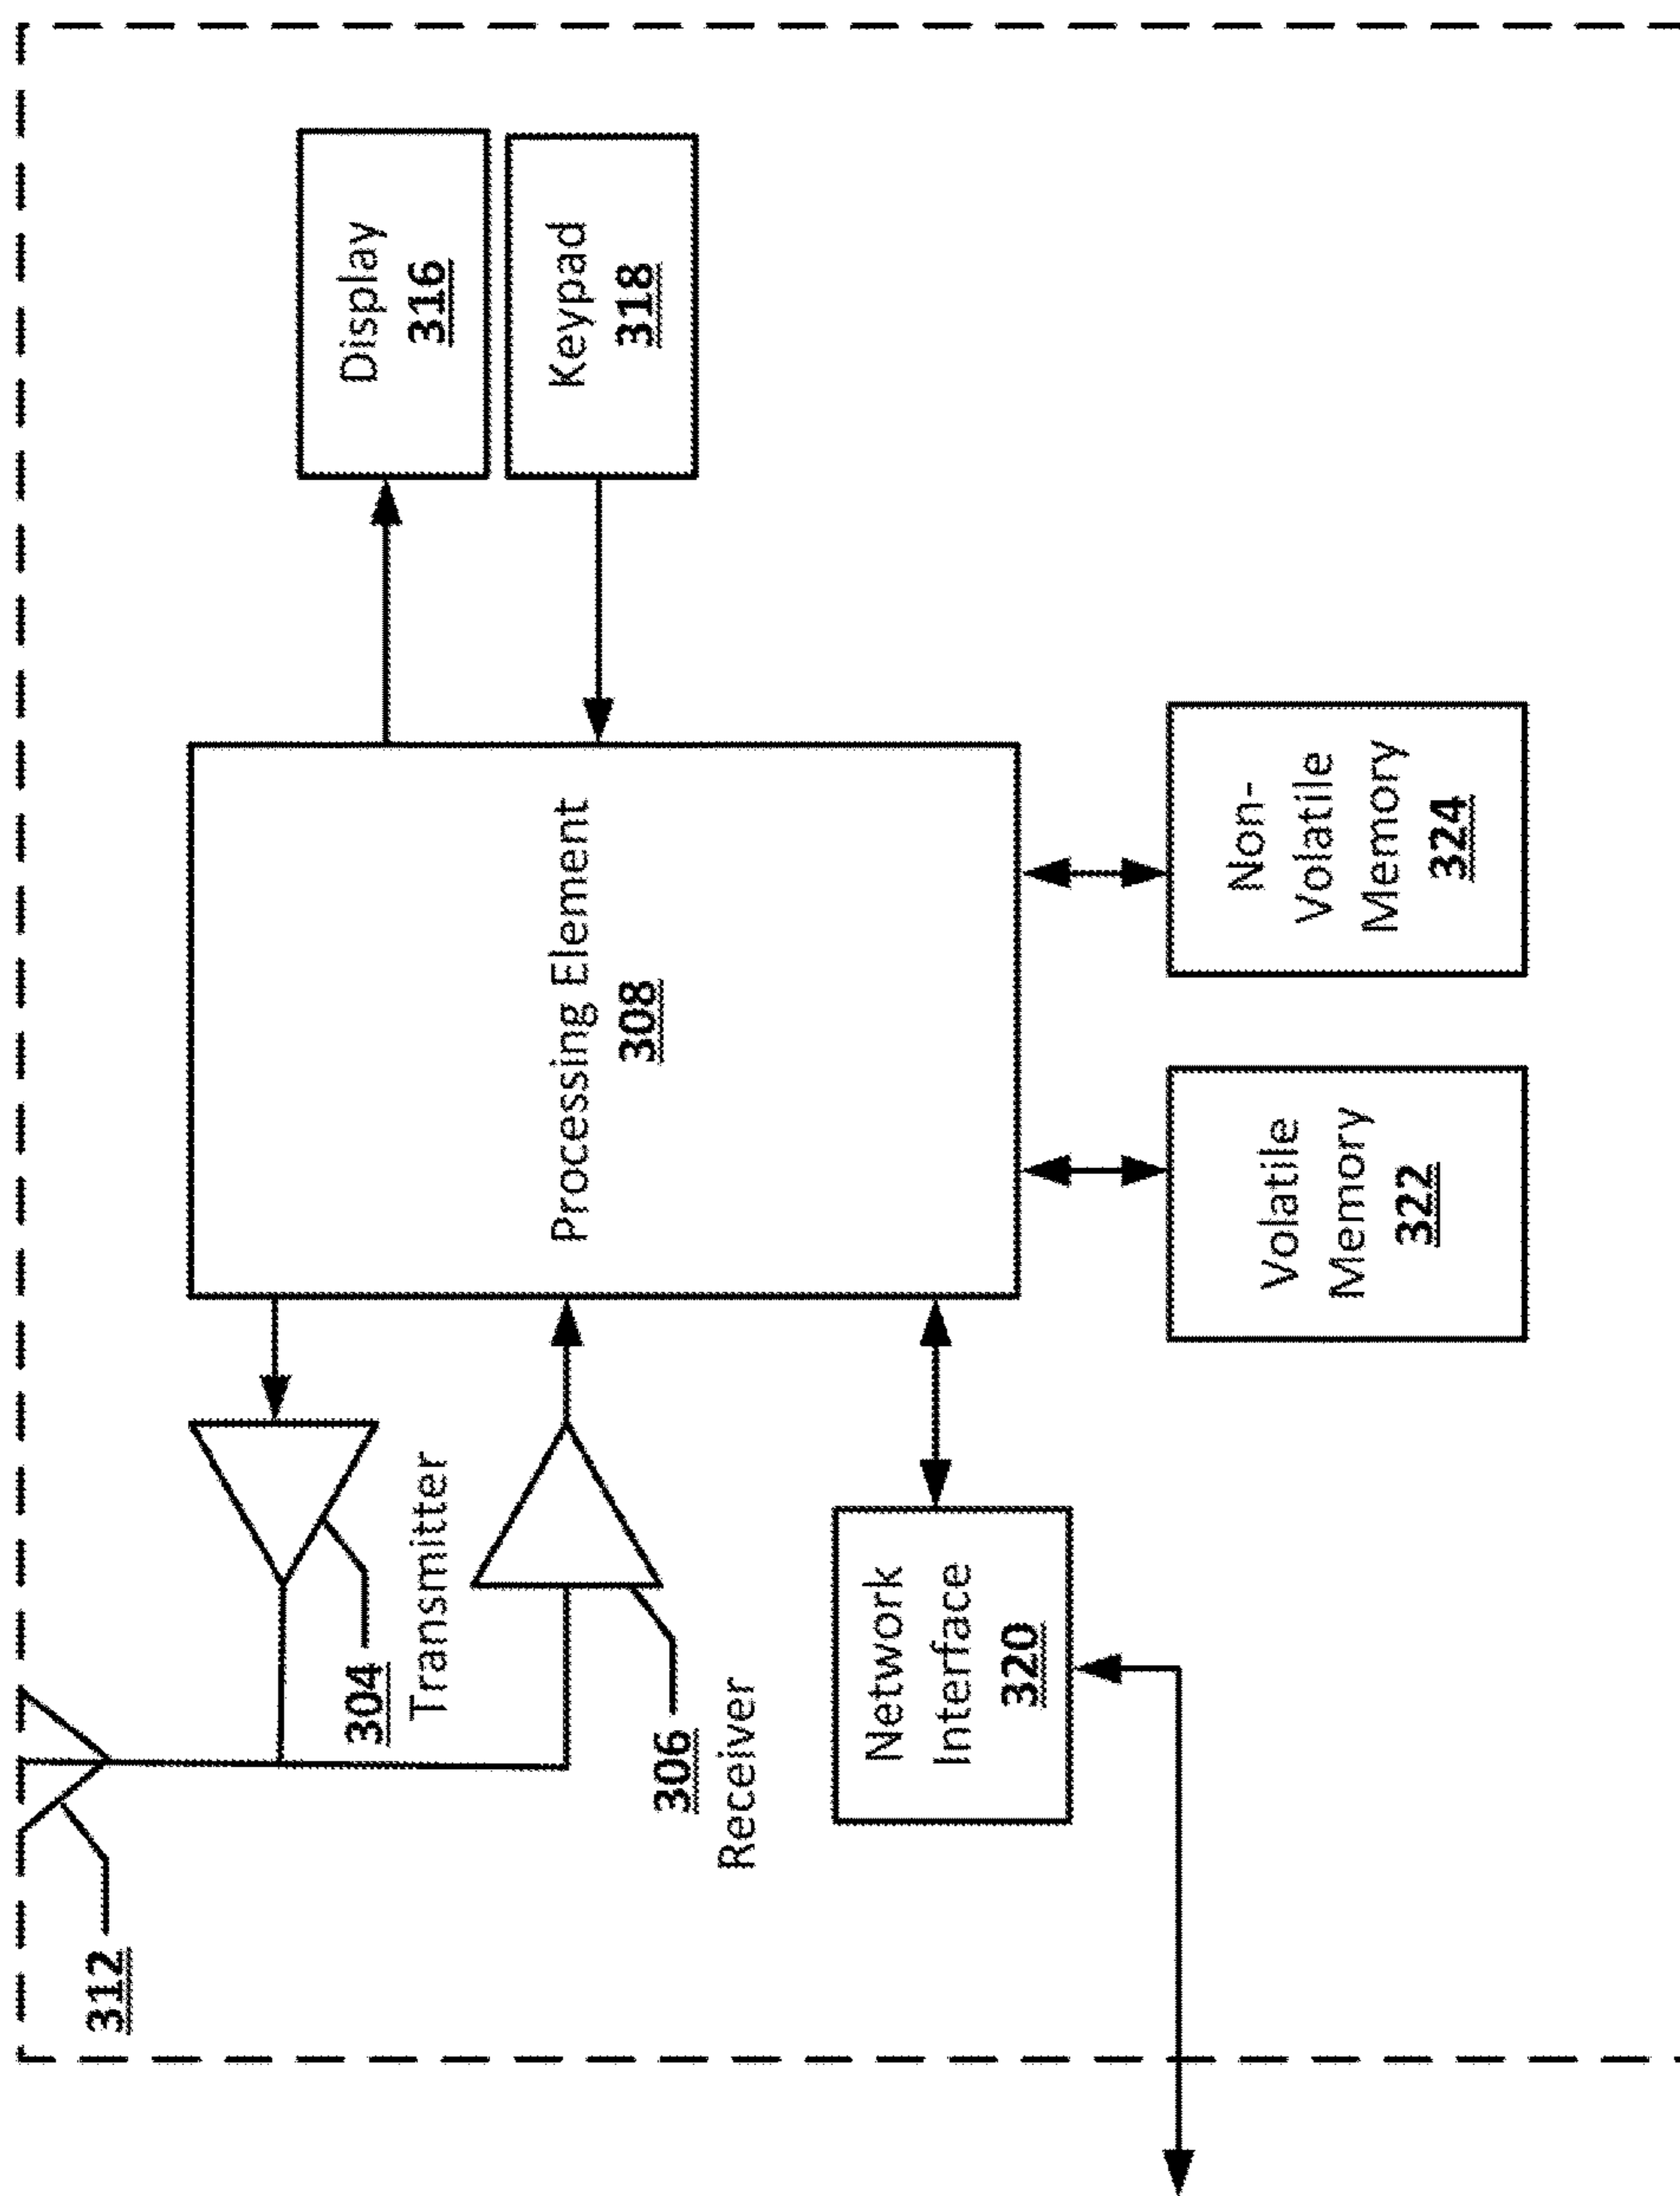 312
304
Transmitter
306
Receiver
Network
Interface
320
Processing Element
308
Volatile
Memory
322
Non-
Volatile
Memory
324
Display
316
Keypad
318